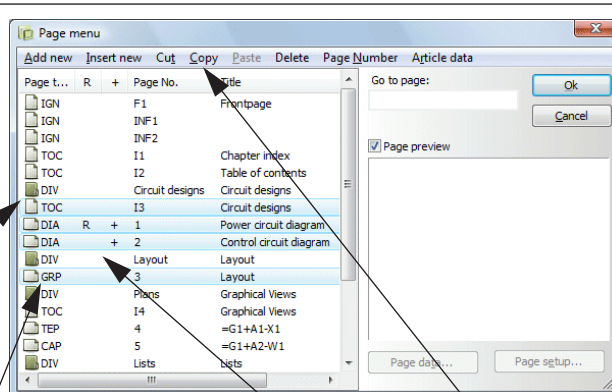 Page menu
Add new Insert new Cut Copy Paste Delete Page Number Article data
Page t... R + Page No. Title
IGN F1 Frontpage
IGN INF1
IGN INF2
TOC I1 Chapter index
TOC I2 Table of contents
DIV Circuit designs Circuit designs
TOC I3 Circuit designs
DIA R + 1 Power circuit diagram
DIA + 2 Control circuit diagram
DIV Layout Layout
GRP 3 Layout
DIV Plans Graphical Views
TOC I4 Graphical Views
TEP 4 =G1+A1-X1
CAP 5 =G1+A2-W1
DIV Lists Lists
Go to page:
Ok
Cancel
Page preview
Page data...
Page setup...